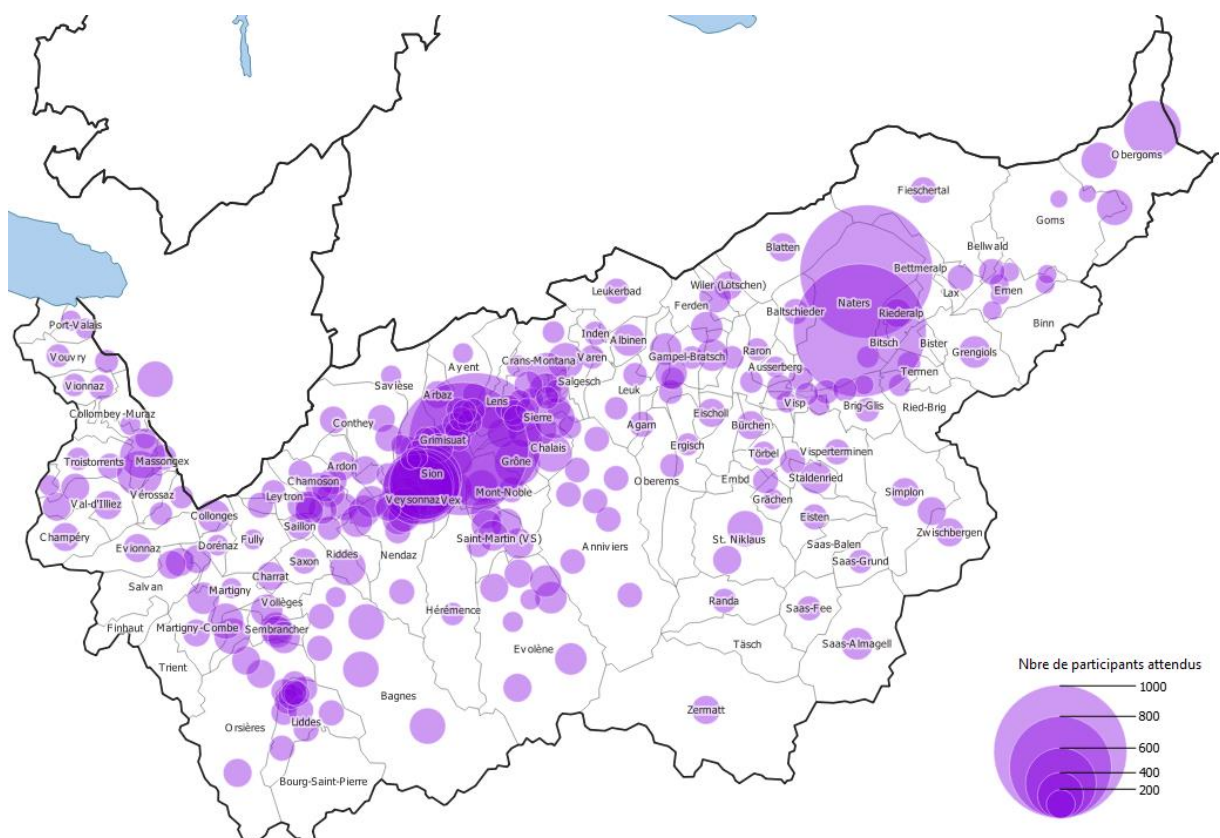 Obergoms
Fieschertal
Goms
Blatten
Bellwald
Bettmeralp
Leukerbad
Wiler (Lötschen)
Ferden
Naters
Lax
Ernen
Baltschieder
Riederalp
Port-Valais
Inden
Albinen
Binn
Vouvry
Ayent
Crans-Montana
Varen
Gampel-Bratsch
Raron
Bitsch
Bister
Grengiols
Vionnaz
Savièse
Salgesch
Leuk
Ausserberg
Termen
Arbaz
Lens
Visp
Brig-Glis
Ried-Brig
Collombey-Muraz
Conthey
Sierre
Eischoll
Agarn
Bürchen
Grimisuat
Chalais
Ergisch
Troistorrents
Massongex
Ardon
Grône
Törbel
Visperterminen
Sion
Oberems
Embd
Staldenried
Chamoson
Vérossaz
Leytron
Veysonnaz
Vex
Mont-Noble
Grächen
Simplon
Val-d'Illiez
Saillon
Collonges
Eisten
Zwischbergen
Champéry
Evionnaz
Dorénaz
Fully
Saint-Martin (VS)
Anniviers
St. Niklaus
Saas-Balen
Saxon
Riddes
Nendaz
Saas-Grund
Salvan
Martigny
Charrat
Vollèges
Randa
Saas-Fee
Hérémence
Finhaut
Martigny-Combe
Sembrancher
Evolène
Täsch
Saas-Almagell
Trient
Bagnes
Zermatt
Orsières
Liddes
Bourg-Saint-Pierre
Nbre de participants attendus
1000
800
600
400
200